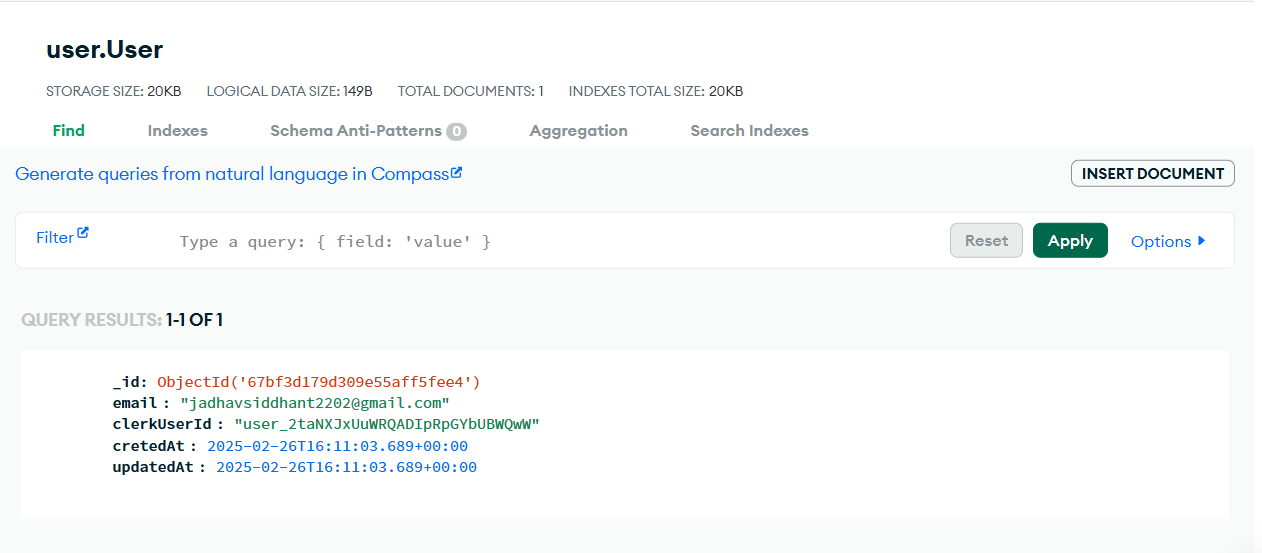 user.User
STORAGE SIZE: 20KB LOGICAL DATA SIZE: 149B TOTAL DOCUMENTS: 1 INDEXES TOTAL SIZE: 20KB
Find Indexes Schema Anti-Patterns 0 Aggregation Search Indexes
Generate queries from natural language in Compass
INSERT DOCUMENT
Filter Type a query: { field: 'value' } Reset Apply Options
QUERY RESULTS: 1-1 OF 1
_id: ObjectId('67bf3d179d309e55aff5fee4')
email : "jadhavsiddhant2202@gmail.com"
clerkUserId : "user_2taNXJxUuWRQADIpRpGYbUBWQwW"
cretedAt : 2025-02-26T16:11:03.689+00:00
updatedAt : 2025-02-26T16:11:03.689+00:00